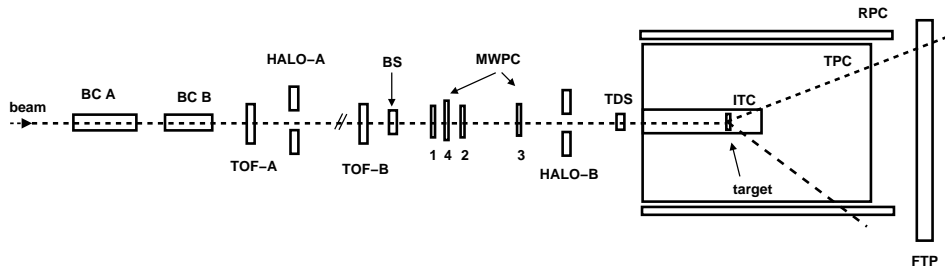 RPC
HALO–A
BS
MWPC
TPC
BC A
BC B
TDS
ITC
beam
1
4
2
3
TOF–A
TOF–B
HALO–B
target
FTP